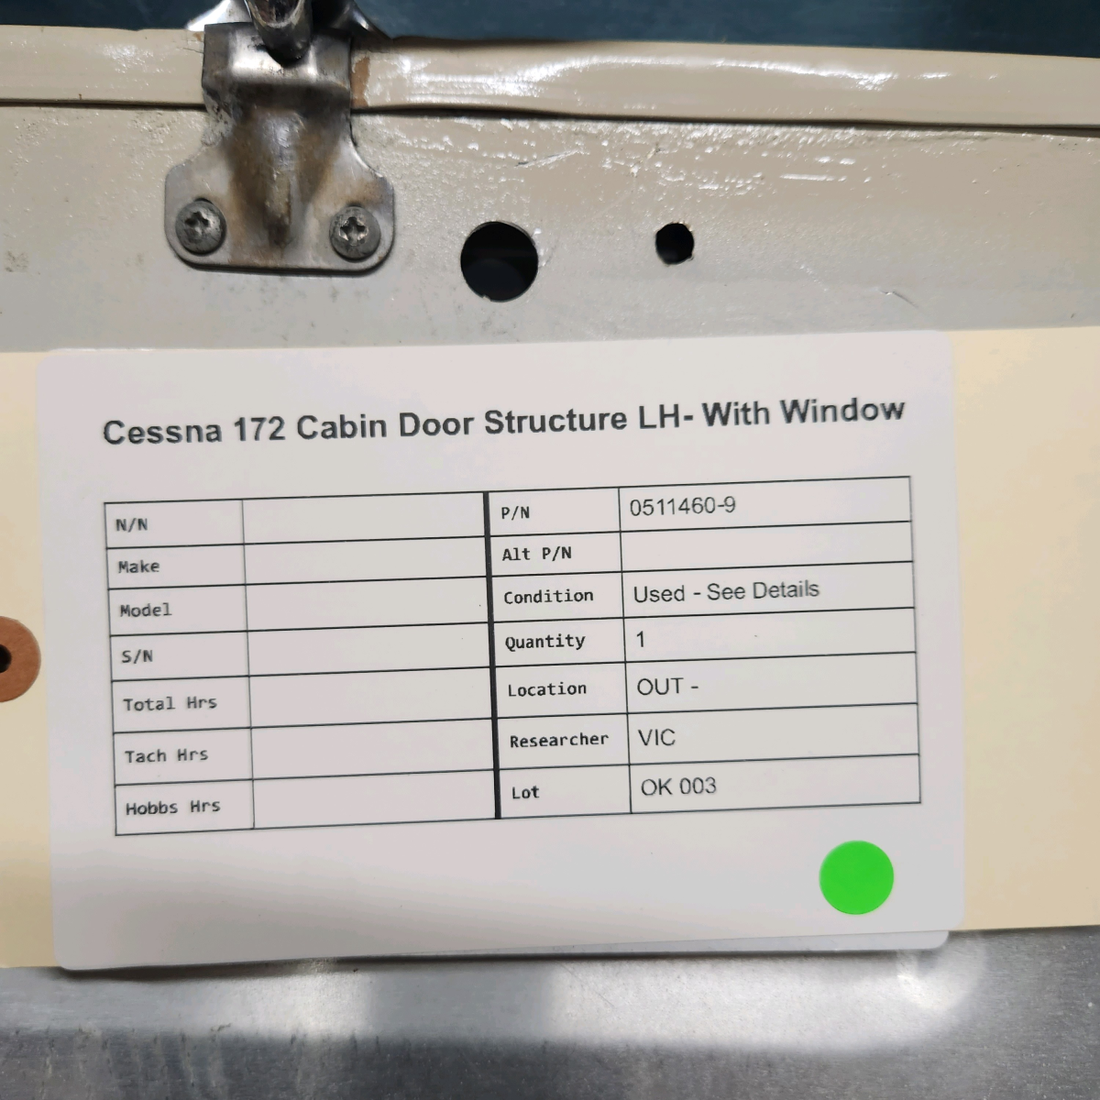 Cessna 172 Cabin Door Structure LH- With Window
N/N P/N 0511460-9
Make Alt P/N
Model Condition Used - See Details
S/N Quantity 1
Total Hrs Location OUT -
Tach Hrs Researcher VIC
Hobbs Hrs Lot OK 003